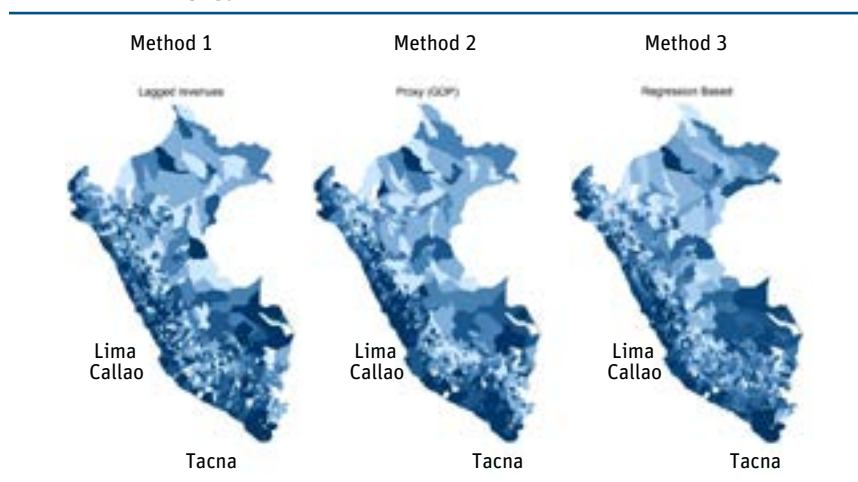 Method 1
Method 2
Method 3
Lagged revenues
Proxy (GDP)
Regression Based
Lima
Callao
Lima
Callao
Lima
Callao
Tacna
Tacna
Tacna